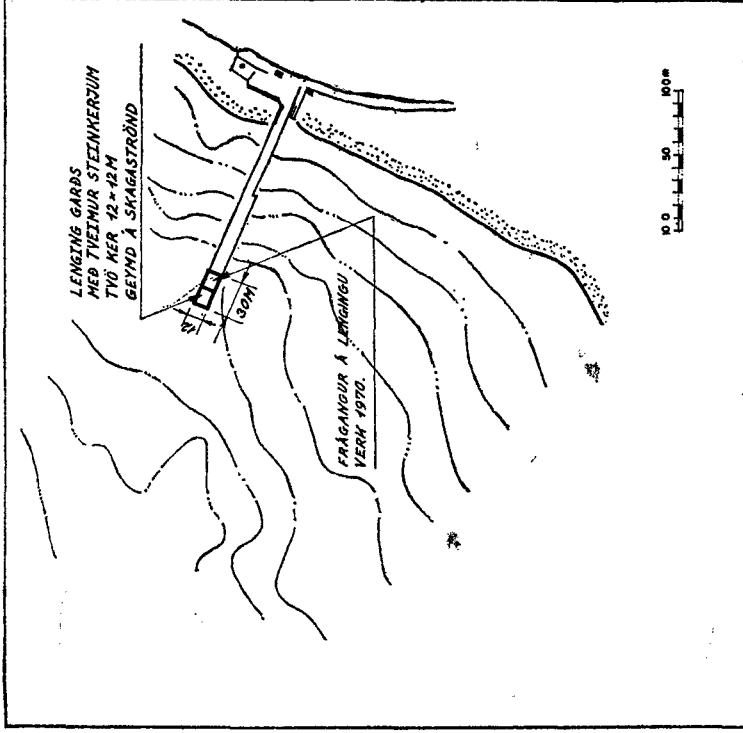 LENGING GARÐS
MEÐ TVEIMUR STEINKERJUM
TVÖ KER 12×12M
GEYMD Á SKAGASTRÖND
12
30M
FRÁGANGUR Á LENGINGU
VERK 1970.
10 0 50 100m